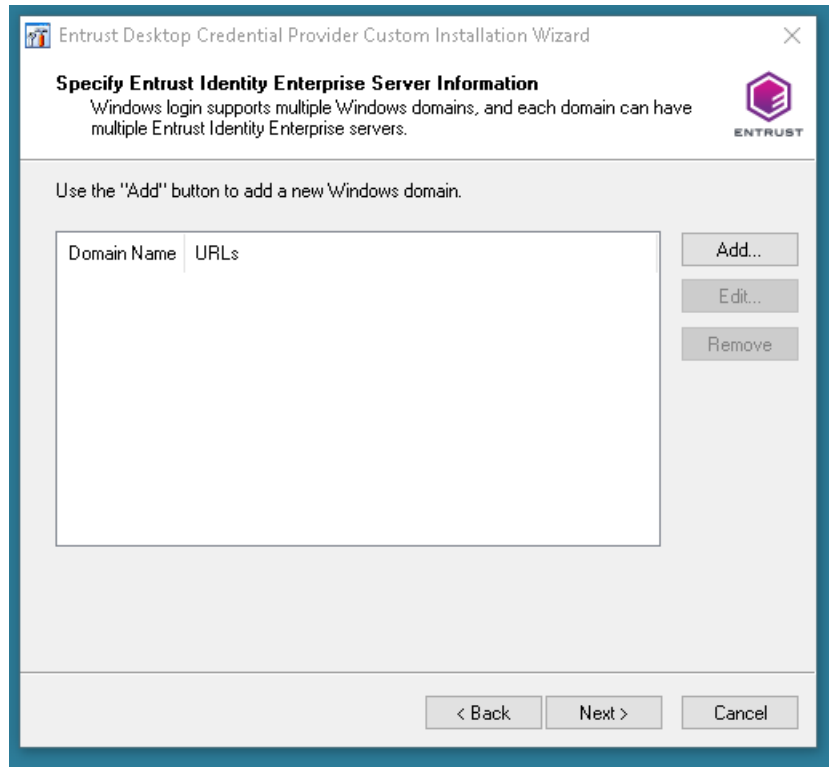 Entrust Desktop Credential Provider Custom Installation Wizard
Specify Entrust Identity Enterprise Server Information
Windows login supports multiple Windows domains, and each domain can have
multiple Entrust Identity Enterprise servers.
ENTRUST
Use the "Add" button to add a new Windows domain.
Domain Name URLs
Add...
Edit...
Remove
< Back Next > Cancel